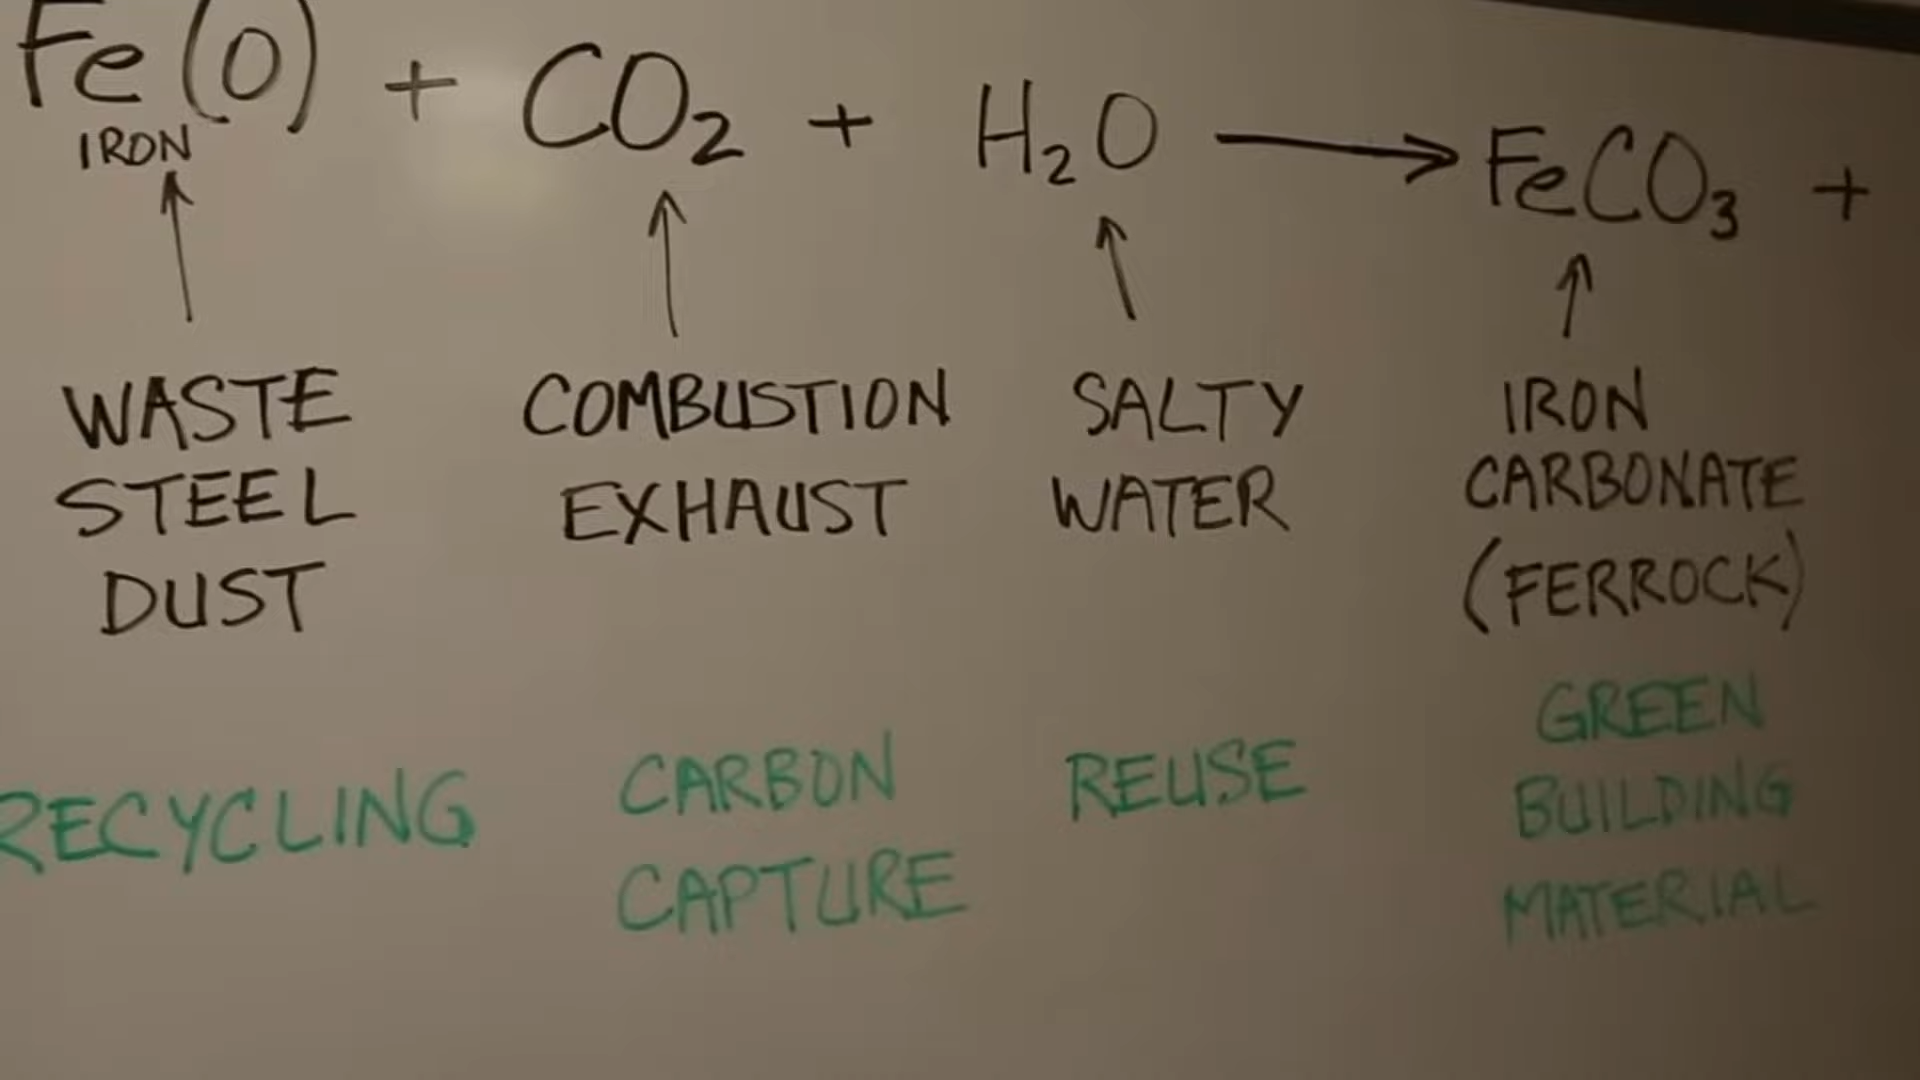 Fe(0) + CO₂ + H₂O → FeCO₃ +
IRON
WASTE
STEEL
DUST
COMBUSTION
EXHAUST
SALTY
WATER
IRON
CARBONATE
(FERROCK)
RECYCLING
CARBON
CAPTURE
REUSE
GREEN
BUILDING
MATERIAL